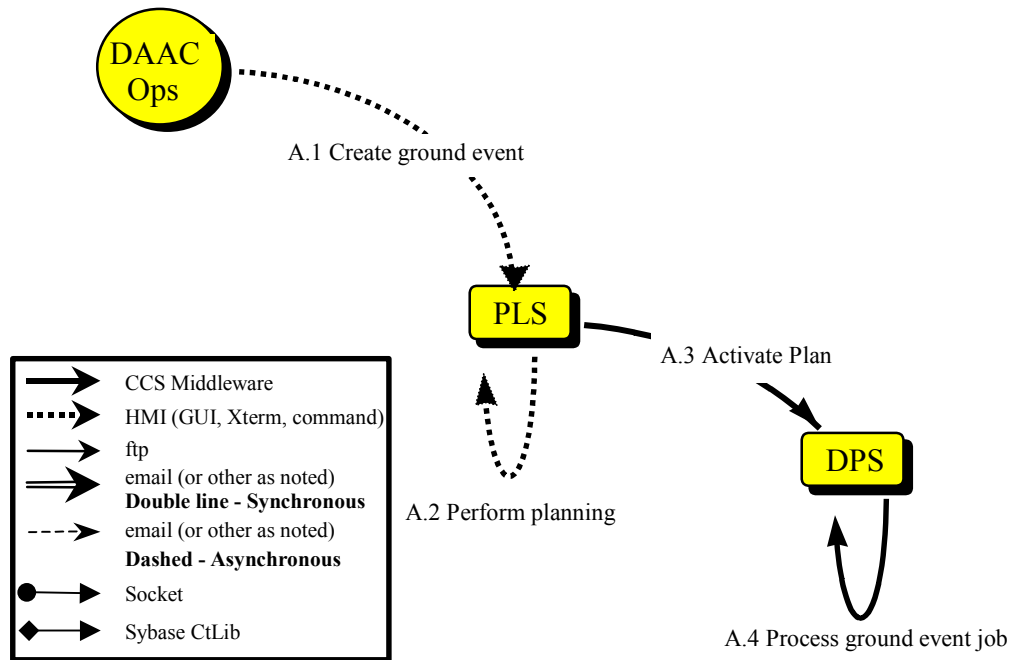 DAAC
Ops
A.1 Create ground event
PLS
A.3 Activate Plan
DPS
A.2 Perform planning
A.4 Process ground event job
CCS Middleware
HMI (GUI, Xterm, command)
ftp
email (or other as noted)
Double line - Synchronous
email (or other as noted)
Dashed - Asynchronous
Socket
Sybase CtLib